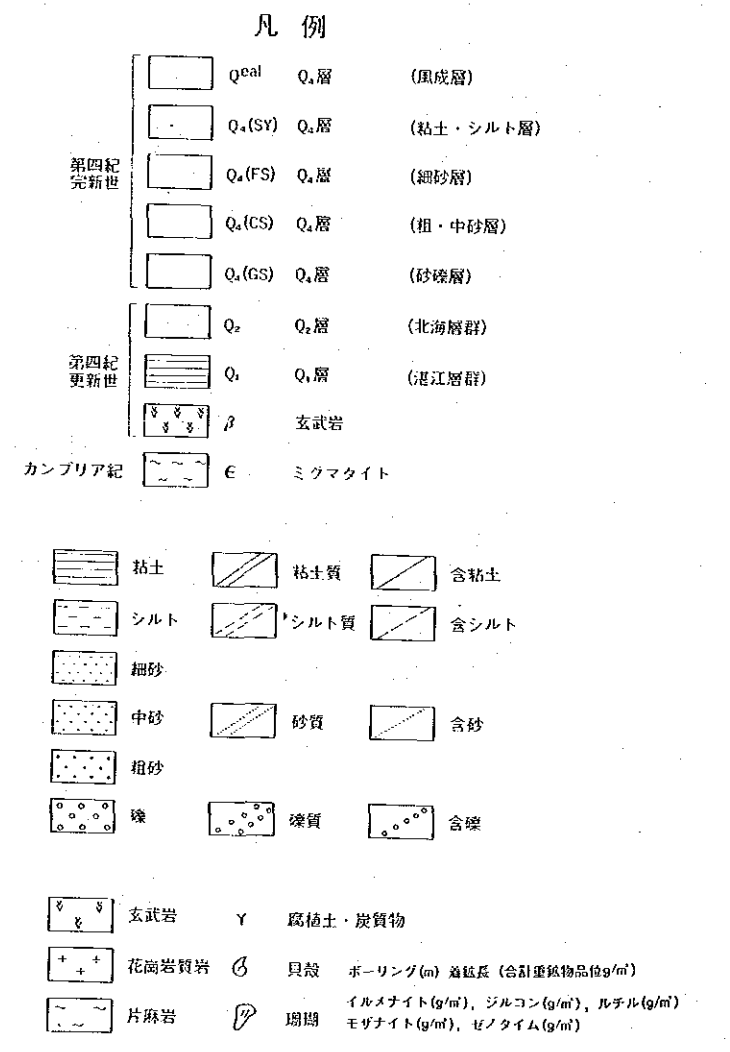 凡 例
Qeal Q₄層 (風成層)
Q₄(SY) Q₄層 (粘土・シルト層)
第四紀 完新世
Q₄(FS) Q₄層 (細砂層)
Q₄(CS) Q₄層 (粗・中砂層)
Q₄(GS) Q₄層 (砂礫層)
Q₂ Q₂層 (北海層群)
第四紀 更新世
Q₁ Q₁層 (湛江層群)
β 玄武岩
カンブリア紀 ϵ ミグマタイト
粘土 粘土質 含粘土
シルト シルト質 含シルト
細砂
中砂 砂質 含砂
粗砂
礫 礫質 含礫
玄武岩 Y 腐植土・炭質物
花崗岩質岩 貝殻 ボーリング(m) 着鉱長 (合計重鉱物品位g/㎥)
片麻岩 珊瑚 イルメナイト(g/㎥), ジルコン(g/㎥), ルチル(g/㎥)
モザナイト(g/㎥), ゼノタイム(g/㎥)